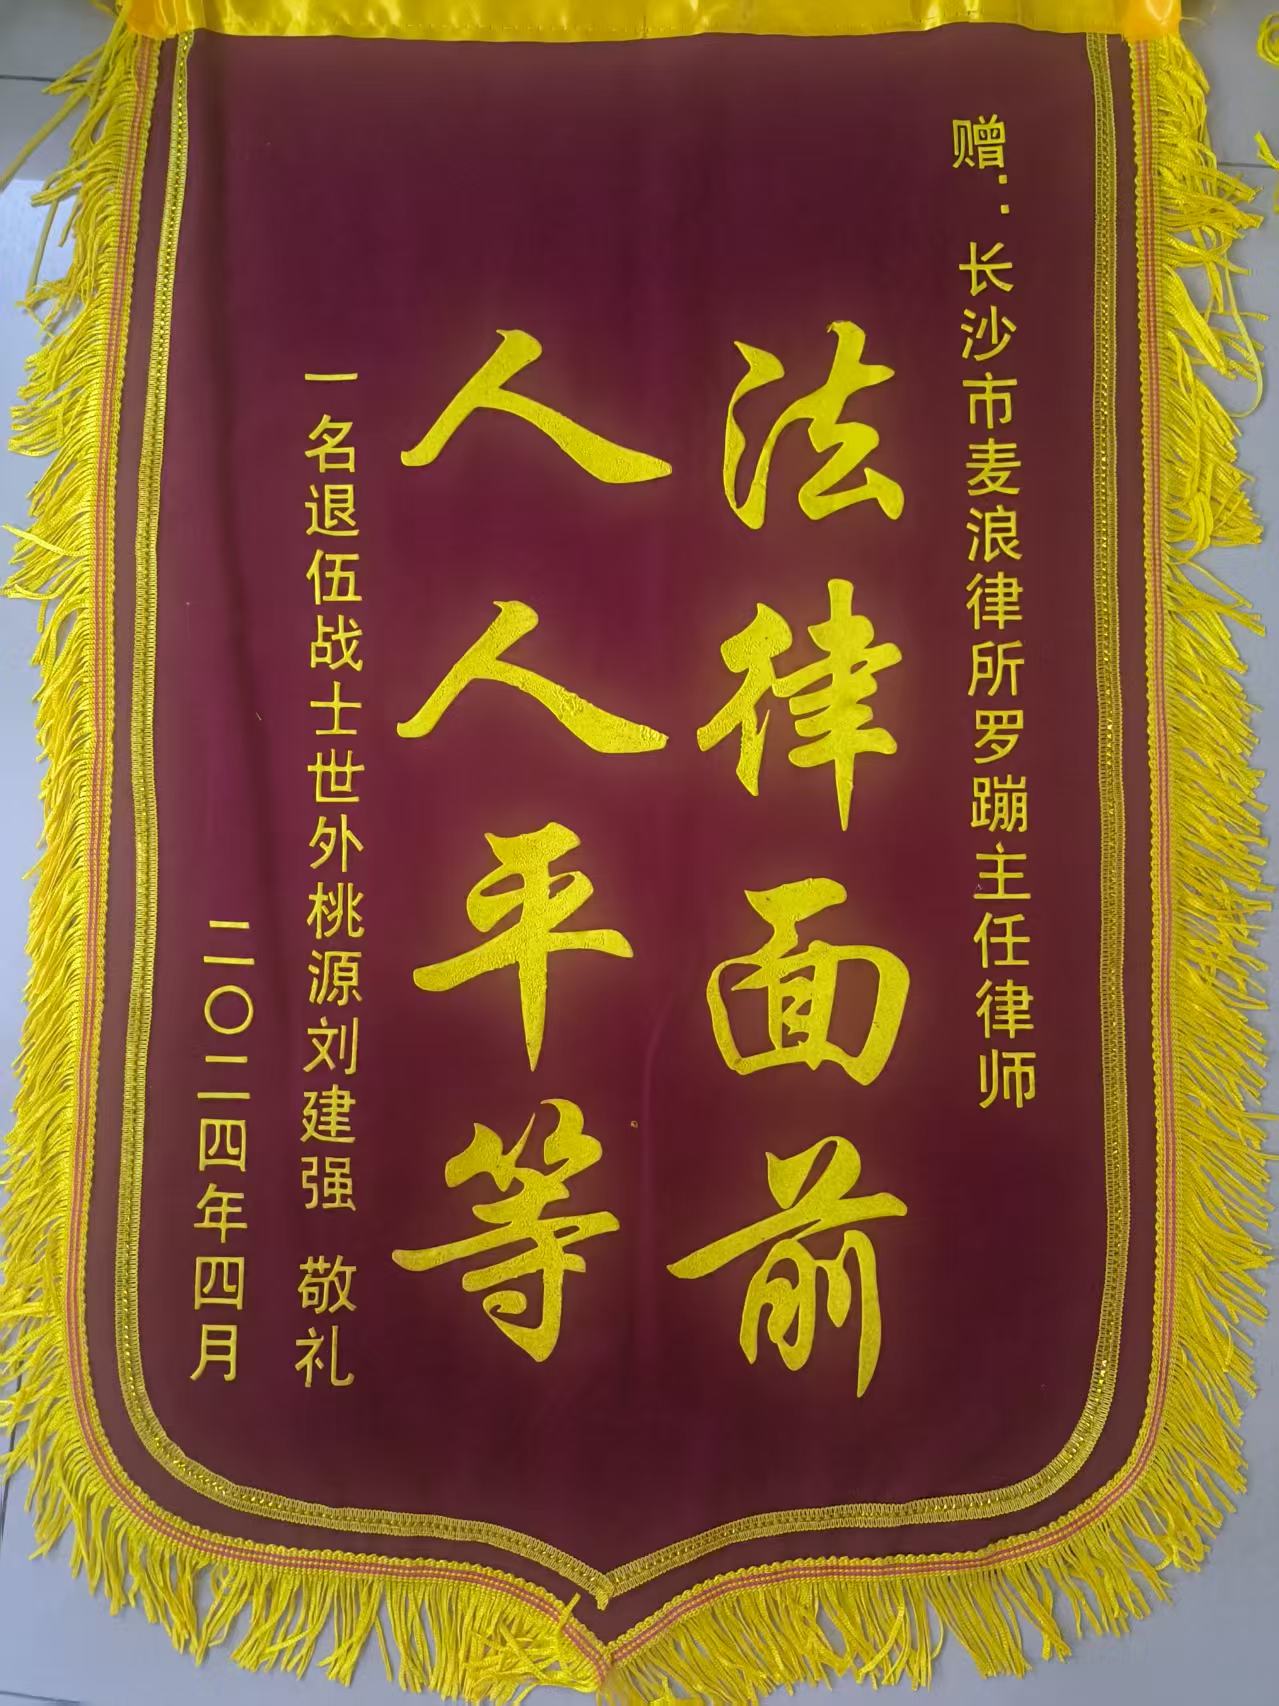 赠：长沙市麦浪律所罗蹦主任律师
法律面前
人人平等
一名退伍战士世外桃源刘建强 敬礼
二〇二四年四月